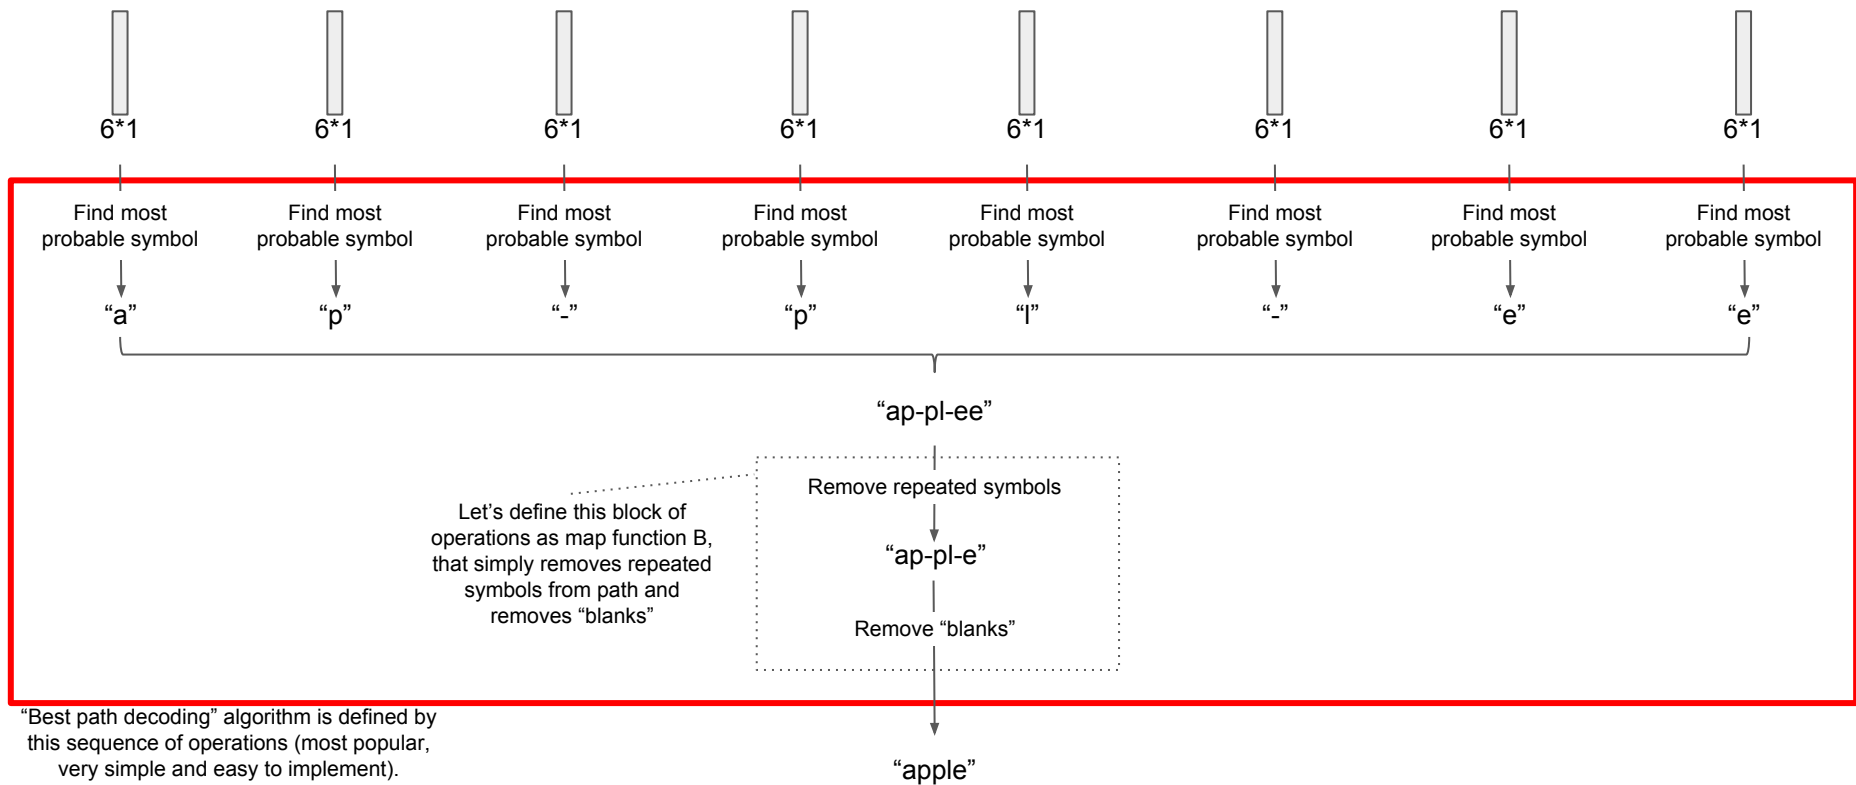 6*1 6*1 6*1 6*1 6*1 6*1 6*1 6*1
Find most Find most Find most Find most Find most Find most Find most Find most
probable symbol probable symbol probable symbol probable symbol probable symbol probable symbol probable symbol probable symbol
“a” “p” “-” “p” “l” “-” “e” “e”
“ap-pl-ee”
Remove repeated symbols
“ap-pl-e”
Remove “blanks”
Let’s define this block of
operations as map function B,
that simply removes repeated
symbols from path and
removes “blanks”
“Best path decoding” algorithm is defined by
this sequence of operations (most popular,
very simple and easy to implement).
“apple”